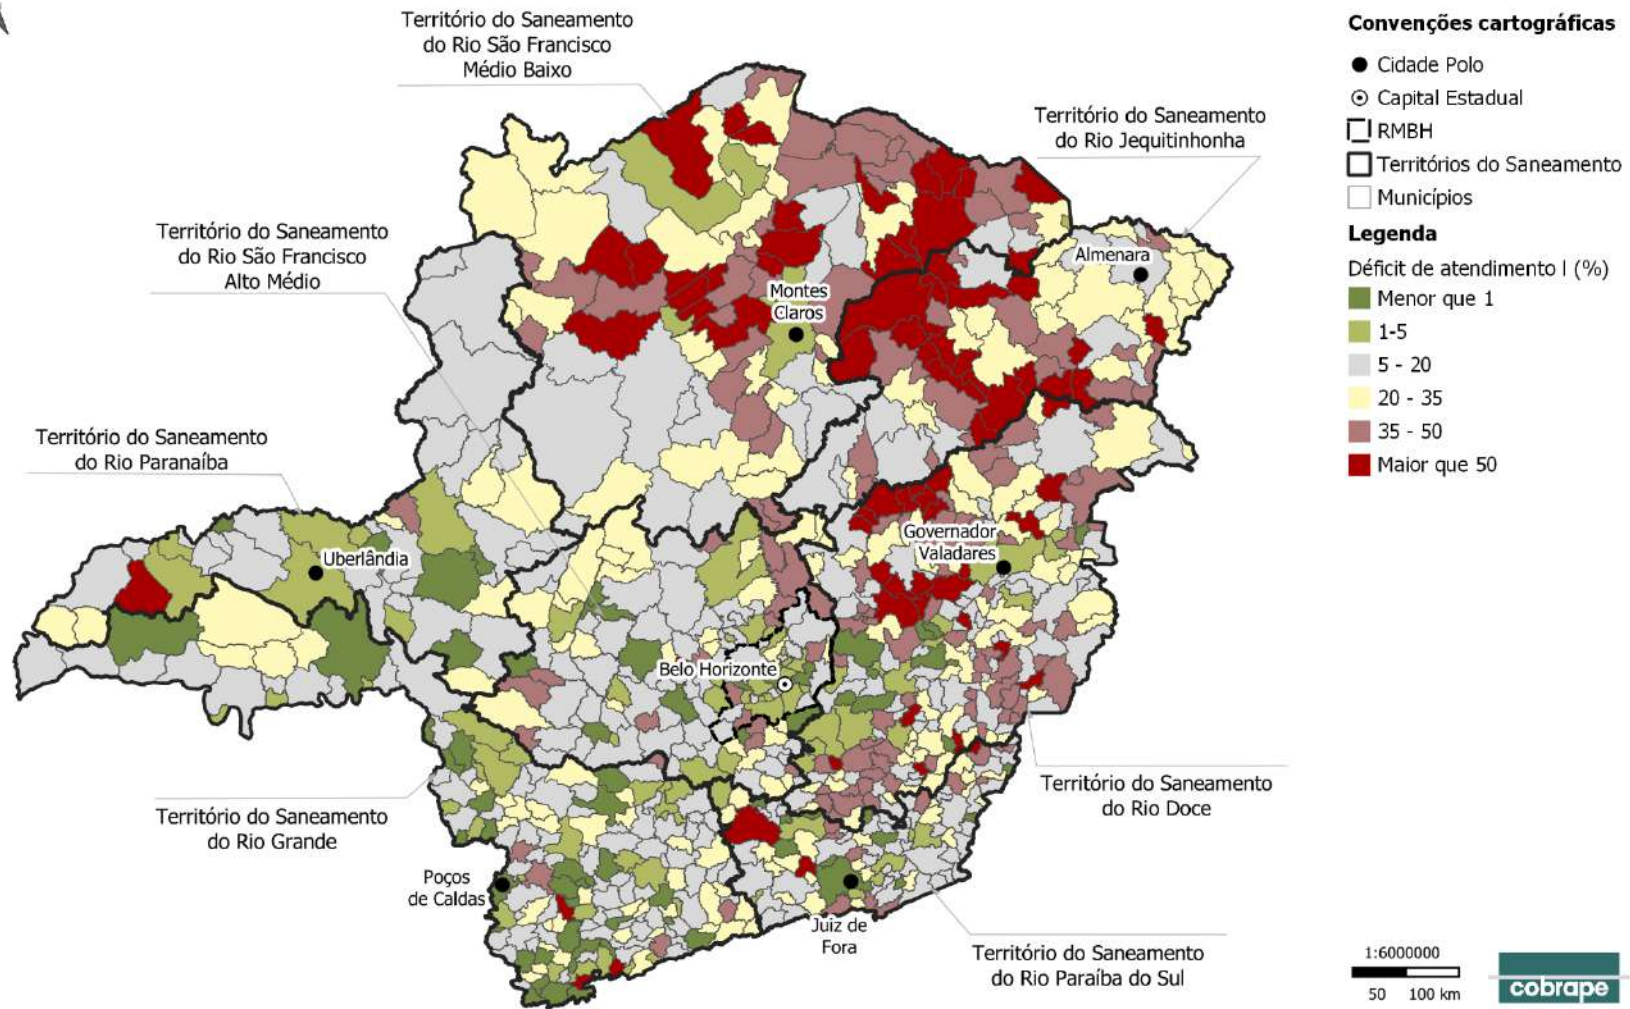 Território do Saneamento
do Rio São Francisco
Médio Baixo
Território do Saneamento
do Rio Jequitinhonha
Território do Saneamento
do Rio São Francisco
Alto Médio
Almenara
Montes
Claros
Território do Saneamento
do Rio Paranaíba
Uberlândia
Governador
Valadares
Belo Horizonte
Território do Saneamento
do Rio Grande
Território do Saneamento
do Rio Doce
Poços
de Caldas
Juiz de
Fora
Território do Saneamento
do Rio Paraíba do Sul
Convenções cartográficas
Cidade Polo
Capital Estadual
RMBH
Territórios do Saneamento
Municípios
Legenda
Déficit de atendimento I (%)
Menor que 1
1-5
5 - 20
20 - 35
35 - 50
Maior que 50
1:6000000
50 100 km
cobrape